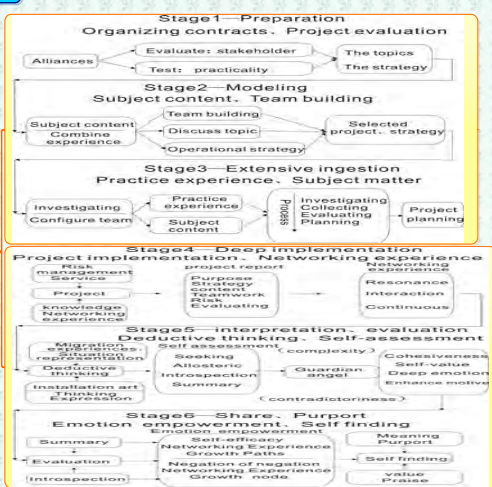 Stage1—Preparation
Organizing contracts、Project evaluation
Alliances
Evaluate: stakeholder
Test: practicality
The topics
The strategy
Stage2—Modeling
Subject content、Team building
Subject content
Combine
experience
Team building
Discuss topic
Operational strategy
Selected
project、strategy
Stage3—Extensive ingestion
Practice experience、Subject matter
Investigating
Configure team
Practice
experience
Subject
content
Process
Investigating
Collecting
Evaluating
Planning
Project
planning
Stage4—Deep implementation
Project implementation、Networking experience
Risk
management
Service
Project
knowledge
Networking
experience
project report
Purpose
Strategy
content
Teamwork
Risk
Evaluating
Networking
experience
Resonance
Interaction
Continuous
Stage5—interpretation、evaluation
Deductive thinking、Self-assessment
Migration
experiences
Situation
representation
Deductive
thinking
Installation art
Thinking
Expression
Self assessment
Seeking
Allosteric
Introspection
Summary
(complexity)
Guardian
angel
(contradictoriness)
Cohesiveness
Self-value
Deep emotion
Enhance motive
Stage6—Share、Purport
Emotion empowerment、Self finding
Summary
Evaluation
Introspection
Emotion empowerment
Self-efficacy
Networking Experience
Growth Paths
Negation of negation
Networking Experience
Growth node
Meaning
Purport
Self finding
value
Praise